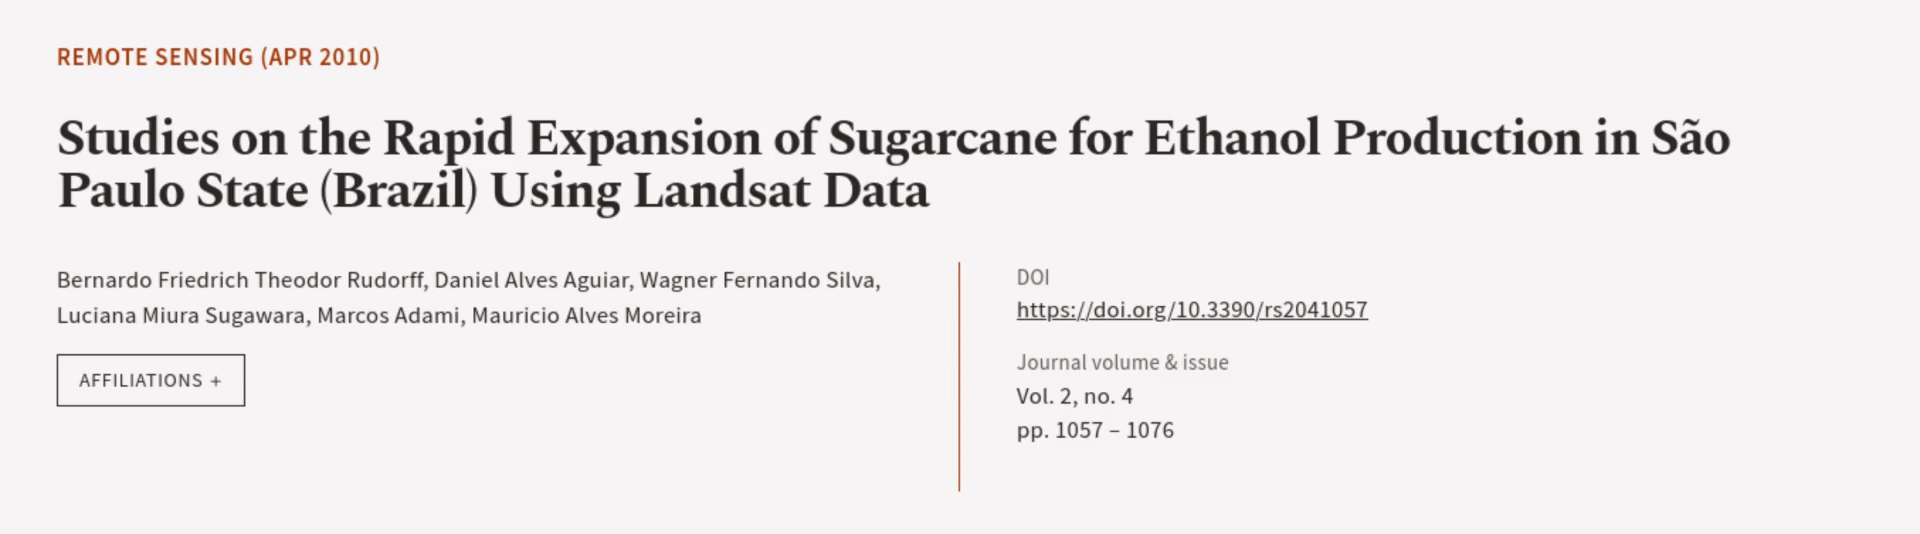 REMOTE SENSING (APR 2010)
Studies on the Rapid Expansion of Sugarcane for Ethanol Production in São
Paulo State (Brazil) Using Landsat Data
Bernardo Friedrich Theodor Rudorff, Daniel Alves Aguiar, Wagner Fernando Silva,
Luciana Miura Sugawara, Marcos Adami, Mauricio Alves Moreira
AFFILIATIONS +
DOI
https://doi.org/10.3390/rs2041057
Journal volume & issue
Vol. 2, no. 4
pp. 1057 – 1076